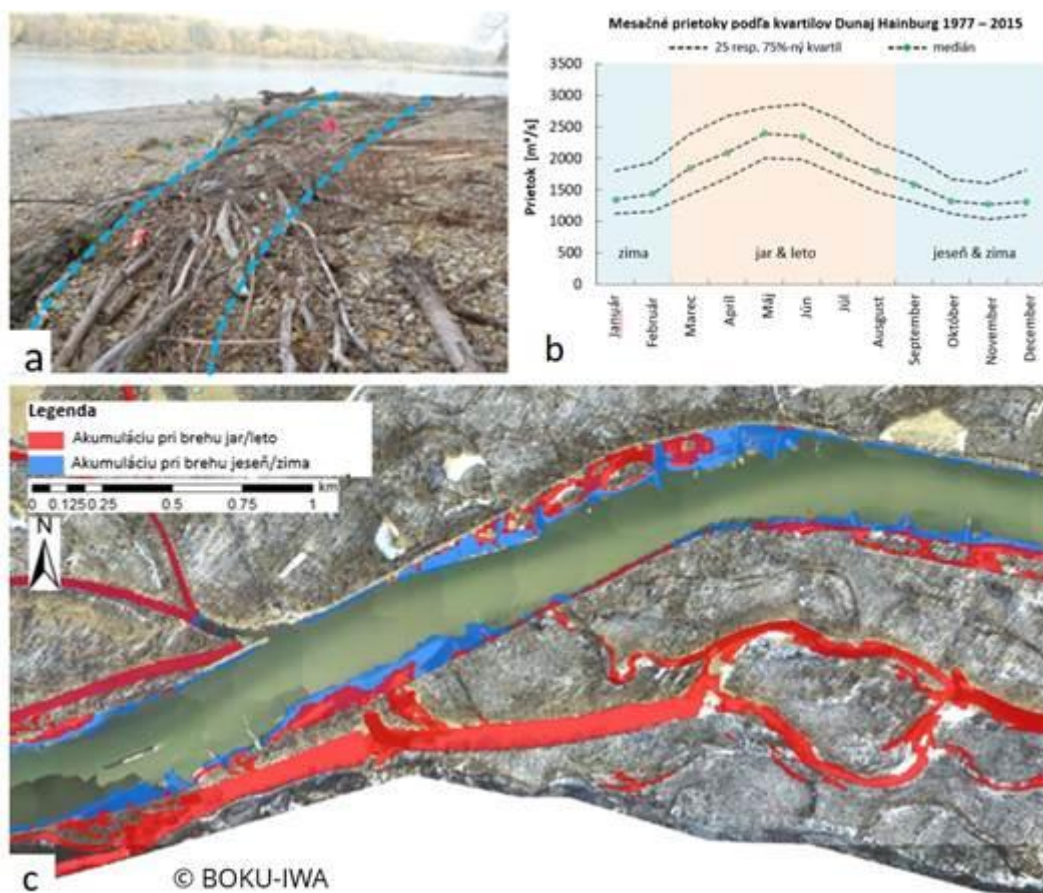 a
Mesačné prietoky podľa kvartilov Dunaj Hainburg 1977 – 2015
25 resp. 75%-ný kvartil
medián
Prietok [m³/s]
3500
3000
2500
2000
1500
1000
500
0
zima
jar & leto
jeseň & zima
Január
Február
Marec
Apríl
Máj
Jún
Júl
Ausgust
September
Október
November
December
b
Legenda
Akumuláciu pri brehu jar/leto
Akumuláciu pri brehu jeseň/zima
km
0 0.125 0.25 0.5 0.75 1
N
c
© BOKU-IWA